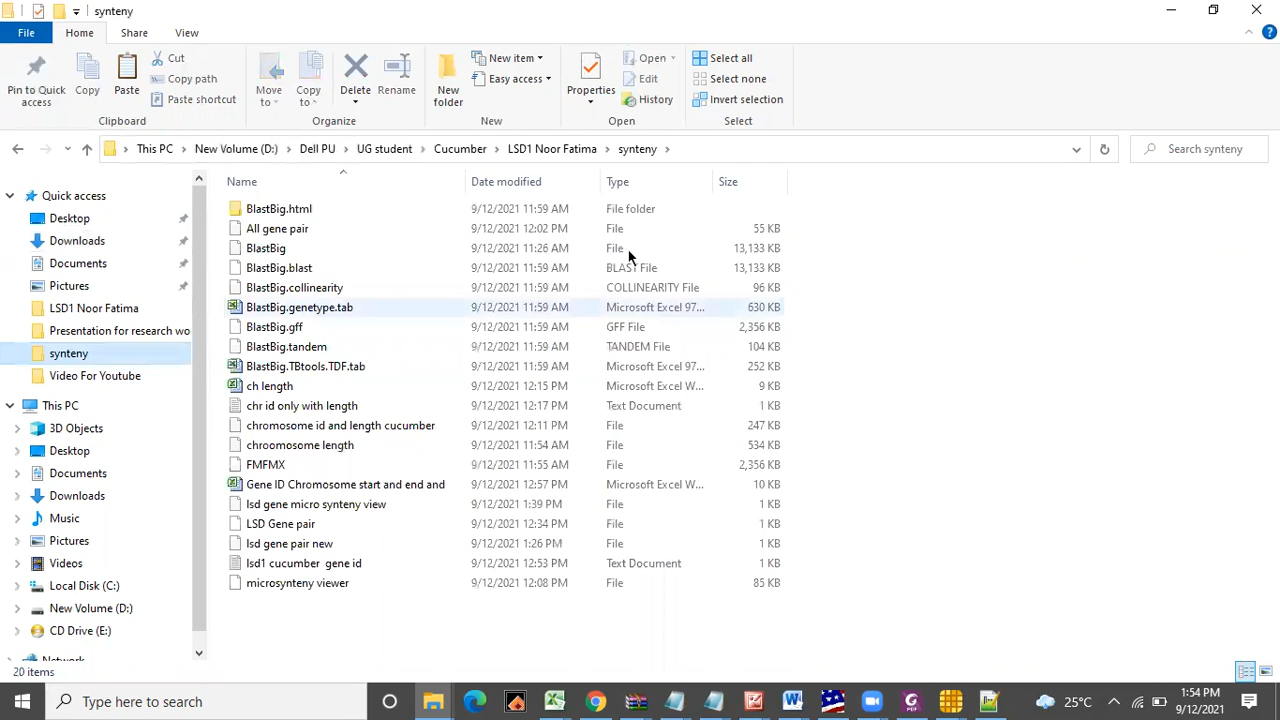 synteny
File Home Share View
Pin to Quick access
Copy
Paste
Cut
Copy path
Paste shortcut
Clipboard
Move to
Copy to
Delete
Rename
Organize
New folder
New item
Easy access
New
Properties
Open
Edit
History
Open
Select all
Select none
Invert selection
Select
This PC > New Volume (D:) > Dell PU > UG student > Cucumber > LSD1 Noor Fatima > synteny >
Search synteny
Quick access
Desktop
Downloads
Documents
Pictures
LSD1 Noor Fatima
Presentation for research wo
synteny
Video For Youtube
This PC
3D Objects
Desktop
Documents
Downloads
Music
Pictures
Videos
Local Disk (C:)
New Volume (D:)
CD Drive (E:)
Network
Name Date modified Type Size
BlastBig.html 9/12/2021 11:59 AM File folder
All gene pair 9/12/2021 12:02 PM File 55 KB
BlastBig 9/12/2021 11:26 AM File 13,133 KB
BlastBig.blast 9/12/2021 11:59 AM BLAST File 13,133 KB
BlastBig.collinearity 9/12/2021 11:59 AM COLLINEARITY File 96 KB
BlastBig.genetype.tab 9/12/2021 11:59 AM Microsoft Excel 97... 630 KB
BlastBig.gff 9/12/2021 11:59 AM GFF File 2,356 KB
BlastBig.tandem 9/12/2021 11:59 AM TANDEM File 104 KB
BlastBig.TBtools.TDF.tab 9/12/2021 11:59 AM Microsoft Excel 97... 252 KB
ch length 9/12/2021 12:15 PM Microsoft Excel W... 9 KB
chr id only with length 9/12/2021 12:17 PM Text Document 1 KB
chromosome id and length cucumber 9/12/2021 12:11 PM File 247 KB
chroomosome length 9/12/2021 11:54 AM File 534 KB
FMFMX 9/12/2021 11:55 AM File 2,356 KB
Gene ID Chromosome start and end and 9/12/2021 12:57 PM Microsoft Excel W... 10 KB
lsd gene micro synteny view 9/12/2021 1:39 PM File 1 KB
LSD Gene pair 9/12/2021 12:34 PM File 1 KB
lsd gene pair new 9/12/2021 1:26 PM File 1 KB
lsd1 cucumber gene id 9/12/2021 12:53 PM Text Document 1 KB
microsynteny viewer 9/12/2021 12:08 PM File 85 KB
20 items
Type here to search
25°C
1:54 PM
9/12/2021